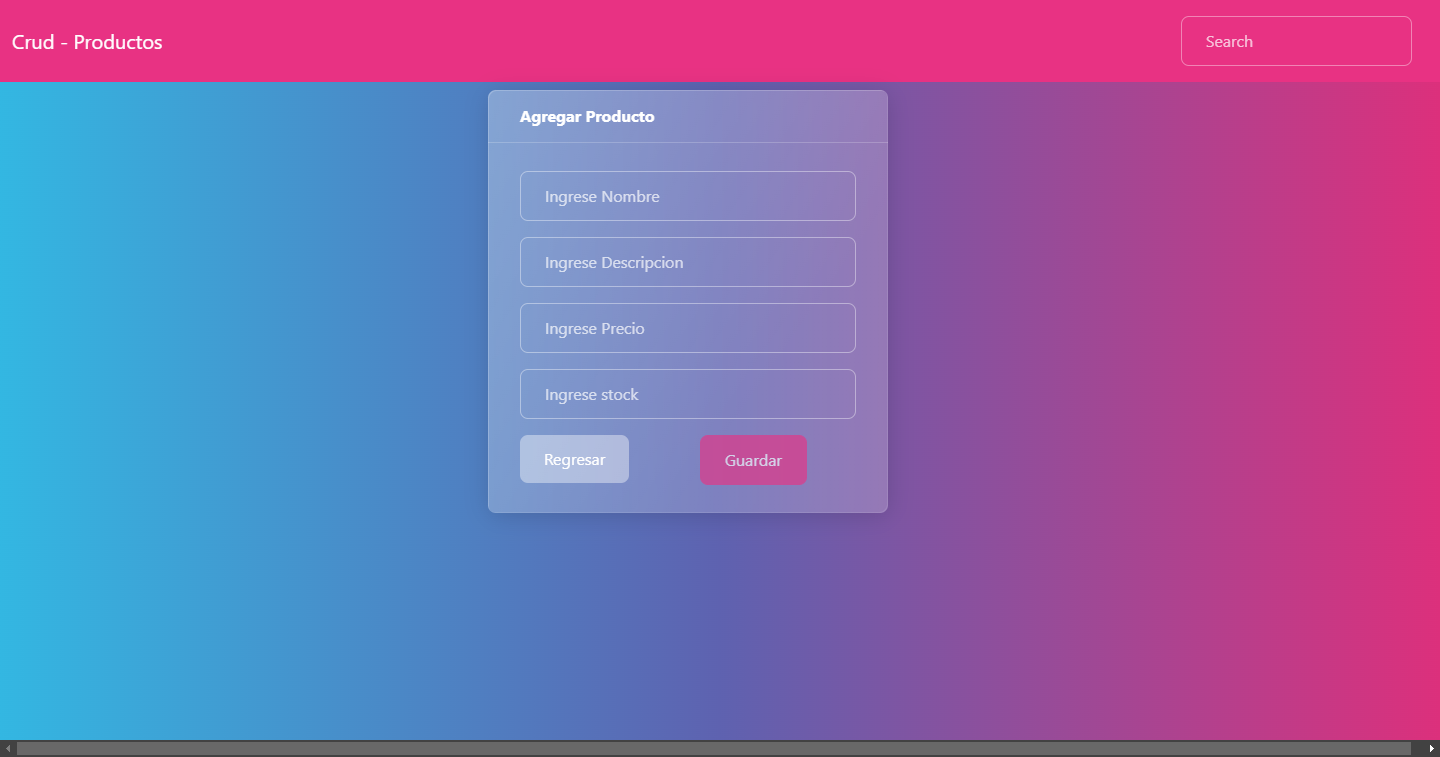 Crud - Productos
Search
Agregar Producto
Ingrese Nombre
Ingrese Descripcion
Ingrese Precio
Ingrese stock
Regresar
Guardar